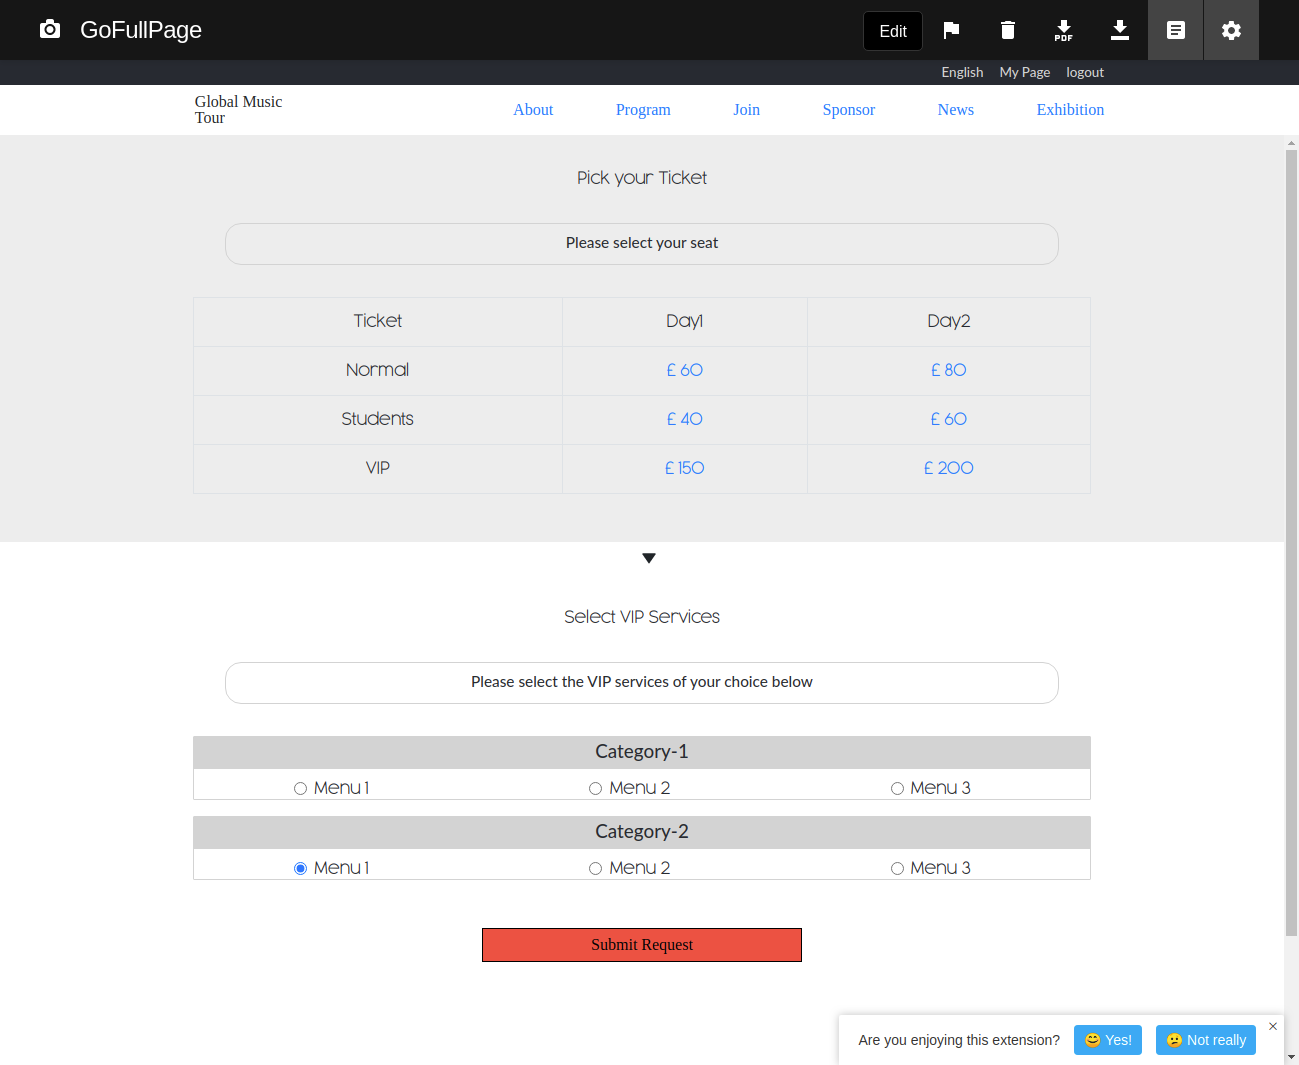 GoFullPage
Edit
PDF
English My Page logout
Global Music
Tour
About Program Join Sponsor News Exhibition
Pick your Ticket
Please select your seat
Ticket Day1 Day2
Normal £ 60 £ 80
Students £ 40 £ 60
VIP £ 150 £ 200
Select VIP Services
Please select the VIP services of your choice below
Category-1
Menu 1 Menu 2 Menu 3
Category-2
Menu 1 Menu 2 Menu 3
Submit Request
Are you enjoying this extension? 😊 Yes! 😕 Not really ×